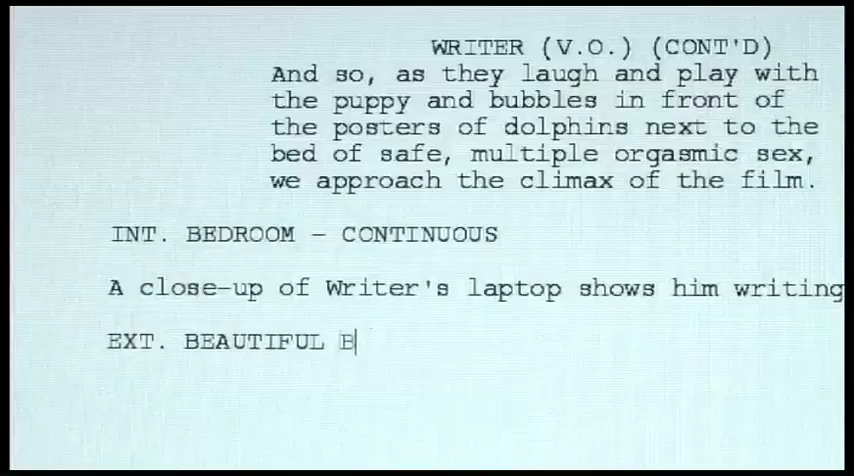 WRITER (V.O.) (CONT'D)
And so, as they laugh and play with
the puppy and bubbles in front of
the posters of dolphins next to the
bed of safe, multiple orgasmic sex,
we approach the climax of the film.
INT. BEDROOM - CONTINUOUS
A close-up of Writer's laptop shows him writing
EXT. BEAUTIFUL B